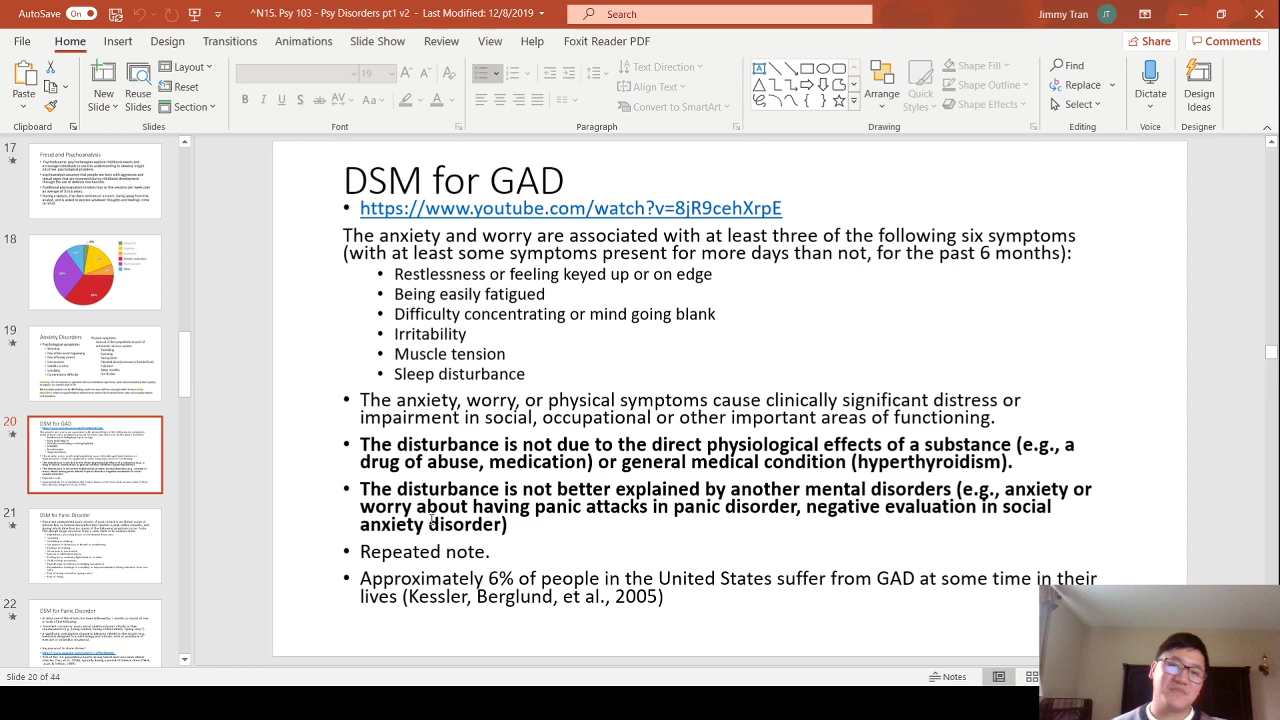 AutoSave On
^N15. Psy 103 - Psy Disorders pt1 v2 - Last Modified: 12/8/2019
Search
Jimmy Tran JT
File Home Insert Design Transitions Animations Slide Show Review View Help Foxit Reader PDF
Share Comments
Paste
New Slide
Reuse Slides
Layout
Reset
Section
19
Text Direction
Align Text
Convert to SmartArt
Arrange
Quick Styles
Shape Fill
Shape Outline
Shape Effects
Find
Replace
Select
Dictate
Design Ideas
Clipboard Slides Font Paragraph Drawing Editing Voice Designer
17
Freud and Psychoanalysis
18
19
Anxiety Disorders
20
DSM for GAD
21
DSM for Panic Disorder
22
DSM for Panic Disorder
DSM for GAD
• https://www.youtube.com/watch?v=8jR9cehXrpE
The anxiety and worry are associated with at least three of the following six symptoms
(with at least some symptoms present for more days than not, for the past 6 months):
• Restlessness or feeling keyed up or on edge
• Being easily fatigued
• Difficulty concentrating or mind going blank
• Irritability
• Muscle tension
• Sleep disturbance
• The anxiety, worry, or physical symptoms cause clinically significant distress or
impairment in social, occupational or other important areas of functioning.
• The disturbance is not due to the direct physiological effects of a substance (e.g., a
drug of abuse, medication) or general medical condition (hyperthyroidism).
• The disturbance is not better explained by another mental disorders (e.g., anxiety or
worry about having panic attacks in panic disorder, negative evaluation in social
anxiety disorder)
• Repeated note.
• Approximately 6% of people in the United States suffer from GAD at some time in their
lives (Kessler, Berglund, et al., 2005)
Slide 20 of 44
Notes